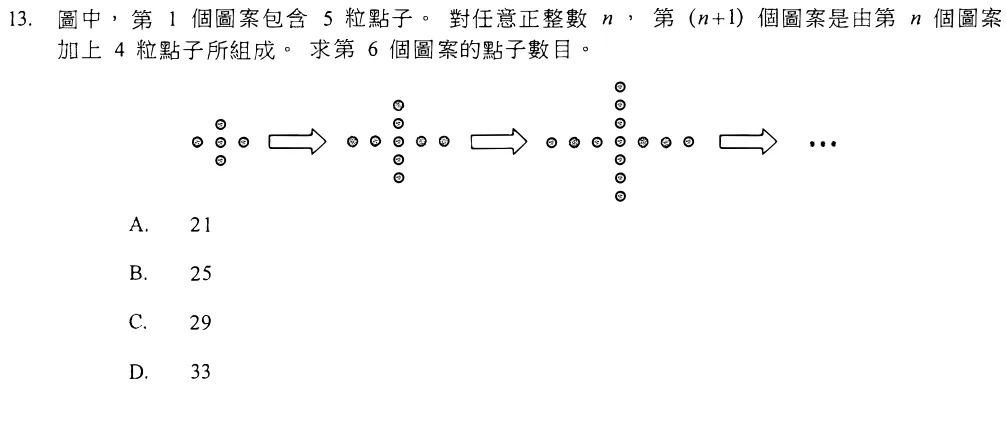 13. 圖中，第 1 個圖案包含 5 粒點子。 對任意正整數 n ， 第 (n+1) 個圖案是由第 n 個圖案
加上 4 粒點子所組成。 求第 6 個圖案的點子數目。
...
A. 21
B. 25
C. 29
D. 33